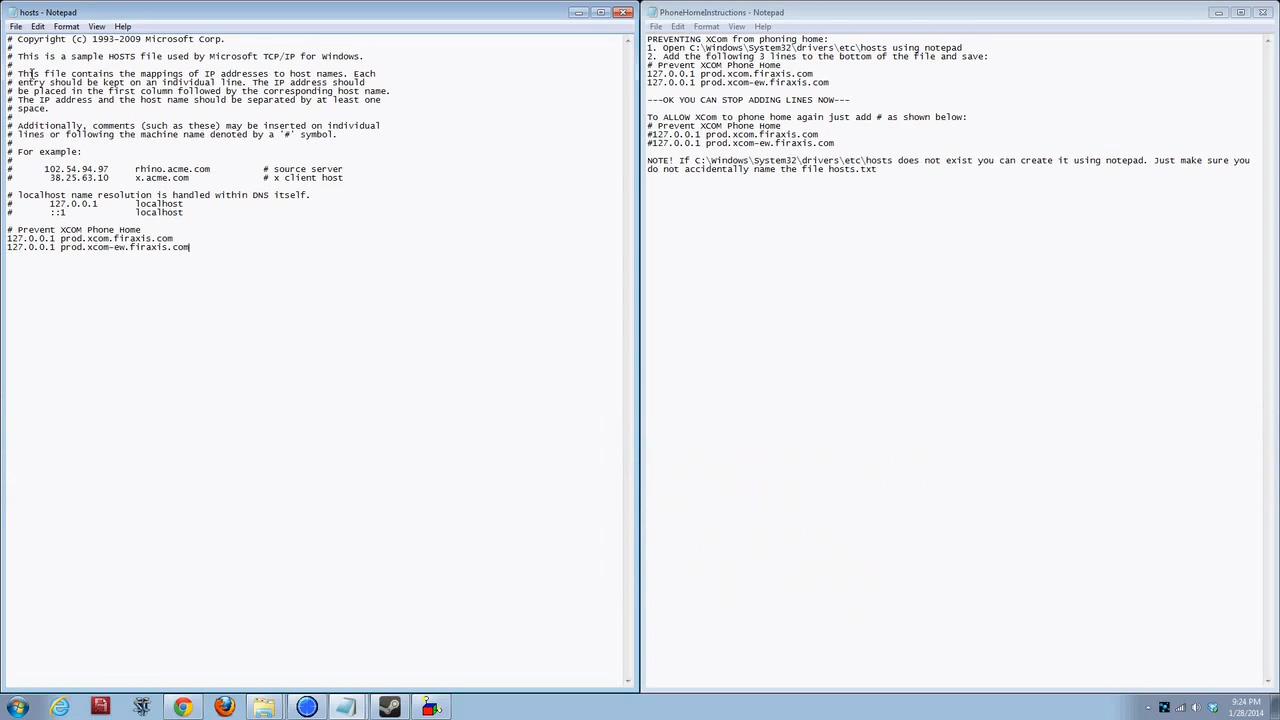 hosts - Notepad
File Edit Format View Help
# Copyright (c) 1993-2009 Microsoft Corp.
#
# This is a sample HOSTS file used by Microsoft TCP/IP for Windows.
#
# This file contains the mappings of IP addresses to host names. Each
# entry should be kept on an individual line. The IP address should
# be placed in the first column followed by the corresponding host name.
# The IP address and the host name should be separated by at least one
# space.
#
# Additionally, comments (such as these) may be inserted on individual
# lines or following the machine name denoted by a '#' symbol.
#
# For example:
#
# 102.54.94.97 rhino.acme.com # source server
# 38.25.63.10 x.acme.com # x client host

# localhost name resolution is handled within DNS itself.
# 127.0.0.1 localhost
# ::1 localhost

# Prevent XCOM Phone Home
127.0.0.1 prod.xcom.firaxis.com
127.0.0.1 prod.xcom-ew.firaxis.com
PhoneHomeInstructions - Notepad
File Edit Format View Help
PREVENTING XCom from phoning home:
1. Open C:\Windows\System32\drivers\etc\hosts using notepad
2. Add the following 3 lines to the bottom of the file and save:
# Prevent XCOM Phone Home
127.0.0.1 prod.xcom.firaxis.com
127.0.0.1 prod.xcom-ew.firaxis.com

---OK YOU CAN STOP ADDING LINES NOW---

To ALLOW XCom to phone home again just add # as shown below:
# Prevent XCOM Phone Home
#127.0.0.1 prod.xcom.firaxis.com
#127.0.0.1 prod.xcom-ew.firaxis.com

NOTE! If C:\Windows\System32\drivers\etc\hosts does not exist you can create it using notepad. Just make sure you
do not accidentally name the file hosts.txt
9:24 PM
1/28/2014